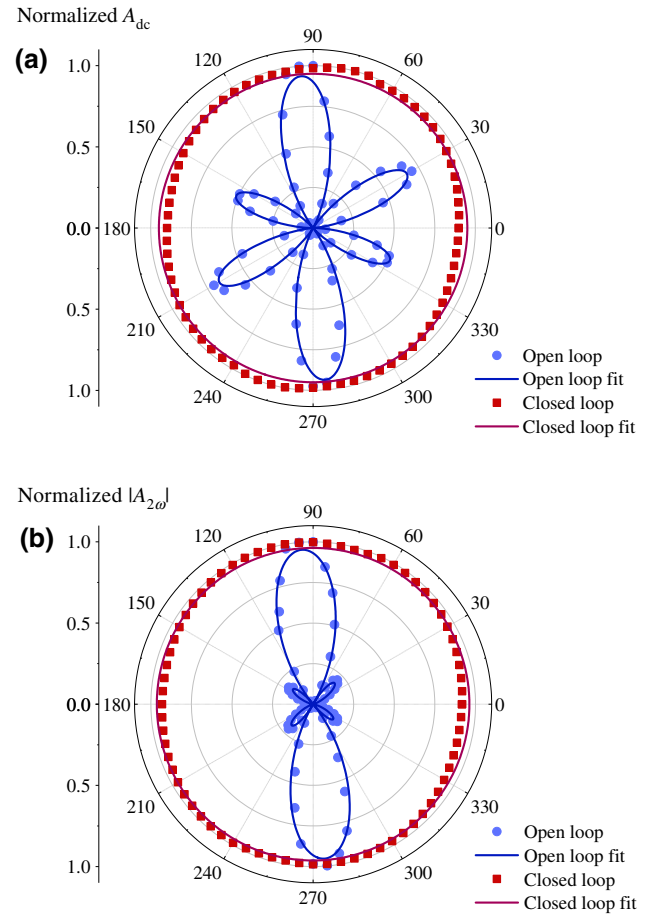 Normalized A_dc
(a)
90
120
60
1.0
150
30
0.5
0.0
180
0
0.5
210
330
1.0
240
300
270
Open loop
Open loop fit
Closed loop
Closed loop fit
Normalized |A_2ω|
(b)
90
120
60
1.0
150
30
0.5
0.0
180
0
0.5
210
330
1.0
240
300
270
Open loop
Open loop fit
Closed loop
Closed loop fit